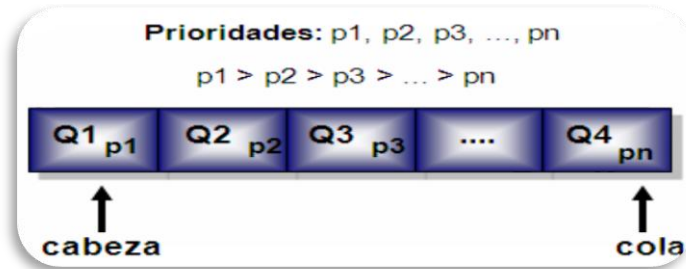 Prioridades: p1, p2, p3, ..., pn
p1 > p2 > p3 > ... > pn
Q1 p1 Q2 p2 Q3 p3 .... Q4 pn
cabeza cola